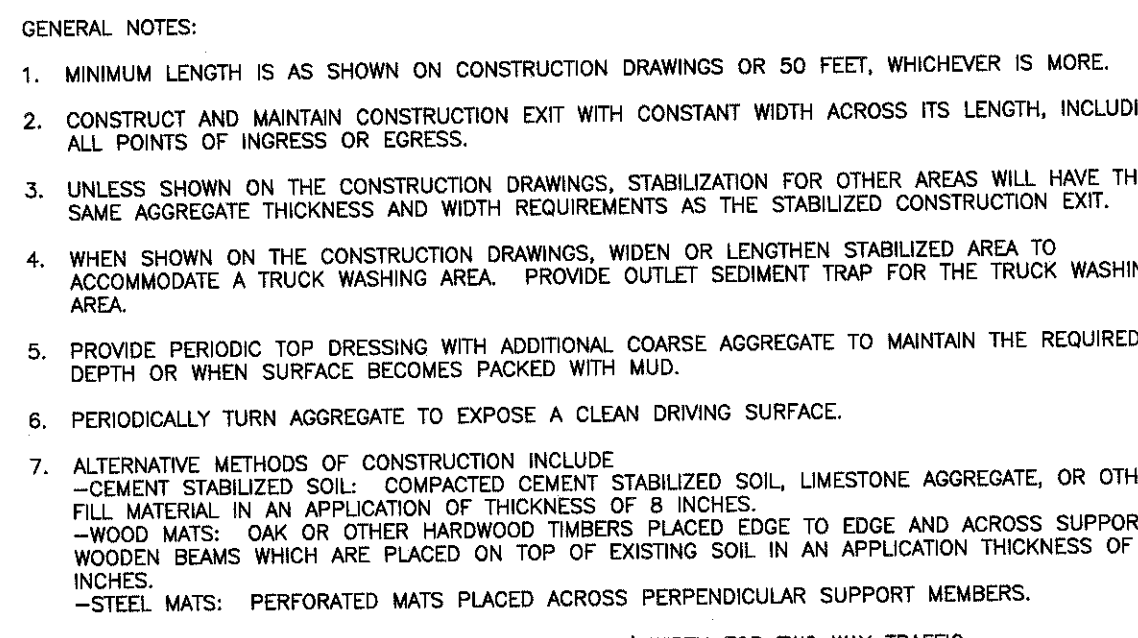 GENERAL NOTES:
1. MINIMUM LENGTH IS AS SHOWN ON CONSTRUCTION DRAWINGS OR 50 FEET, WHICHEVER IS MORE.
2. CONSTRUCT AND MAINTAIN CONSTRUCTION EXIT WITH CONSTANT WIDTH ACROSS ITS LENGTH, INCLUDI
ALL POINTS OF INGRESS OR EGRESS.
3. UNLESS SHOWN ON THE CONSTRUCTION DRAWINGS, STABILIZATION FOR OTHER AREAS WILL HAVE TH
SAME AGGREGATE THICKNESS AND WIDTH REQUIREMENTS AS THE STABILIZED CONSTRUCTION EXIT.
4. WHEN SHOWN ON THE CONSTRUCTION DRAWINGS, WIDEN OR LENGTHEN STABILIZED AREA TO
ACCOMMODATE A TRUCK WASHING AREA. PROVIDE OUTLET SEDIMENT TRAP FOR THE TRUCK WASHIN
AREA.
5. PROVIDE PERIODIC TOP DRESSING WITH ADDITIONAL COARSE AGGREGATE TO MAINTAIN THE REQUIRED
DEPTH OR WHEN SURFACE BECOMES PACKED WITH MUD.
6. PERIODICALLY TURN AGGREGATE TO EXPOSE A CLEAN DRIVING SURFACE.
7. ALTERNATIVE METHODS OF CONSTRUCTION INCLUDE
–CEMENT STABILIZED SOIL: COMPACTED CEMENT STABILIZED SOIL, LIMESTONE AGGREGATE, OR OTH
FILL MATERIAL IN AN APPLICATION OF THICKNESS OF 8 INCHES.
–WOOD MATS: OAK OR OTHER HARDWOOD TIMBERS PLACED EDGE TO EDGE AND ACROSS SUPPOR
WOODEN BEAMS WHICH ARE PLACED ON TOP OF EXISTING SOIL IN AN APPLICATION THICKNESS OF
INCHES.
–STEEL MATS: PERFORATED MATS PLACED ACROSS PERPENDICULAR SUPPORT MEMBERS.